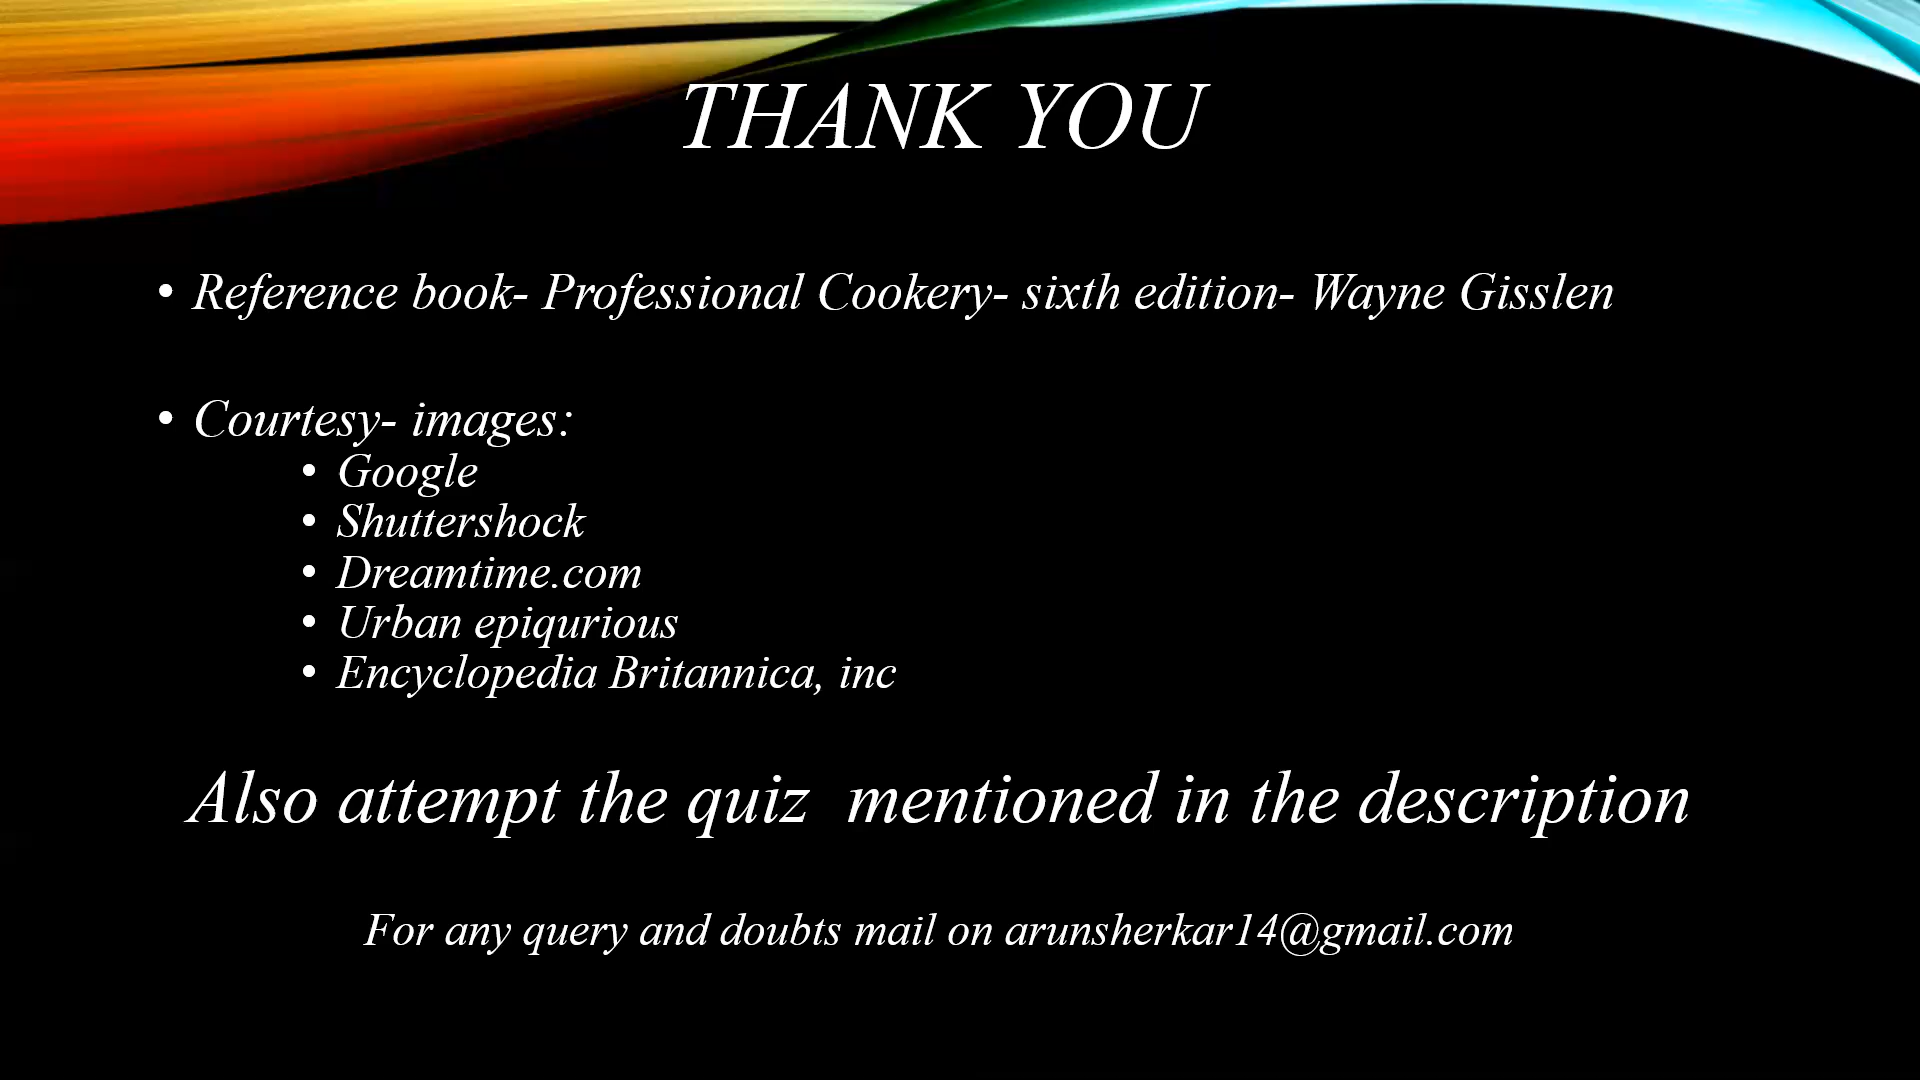 THANK YOU
• Reference book- Professional Cookery- sixth edition- Wayne Gisslen
• Courtesy- images:
• Google
• Shuttershock
• Dreamtime.com
• Urban epiqurious
• Encyclopedia Britannica, inc
Also attempt the quiz  mentioned in the description
For any query and doubts mail on arunsherkar14@gmail.com